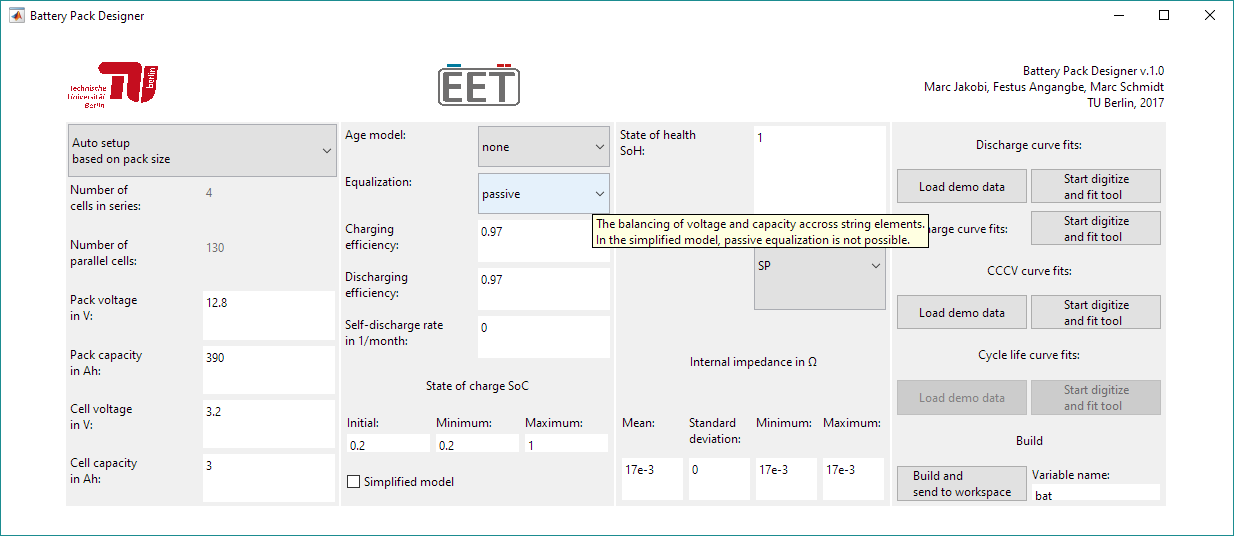 Battery Pack Designer
Technische
Universität
Berlin
TU
berlin
EET
Battery Pack Designer v.1.0
Marc Jakobi, Festus Angangbe, Marc Schmidt
TU Berlin, 2017
Auto setup
based on pack size
Number of
cells in series:
4
Number of
parallel cells:
130
Pack voltage
in V:
12.8
Pack capacity
in Ah:
390
Cell voltage
in V:
3.2
Cell capacity
in Ah:
3
Age model:
none
Equalization:
passive
Charging
efficiency:
0.97
Discharging
efficiency:
0.97
Self-discharge rate
in 1/month:
0
State of charge SoC
Initial:
Minimum:
Maximum:
0.2
0.2
1
Simplified model
State of health
SoH:
1
The balancing of voltage and capacity accross string elements.
In the simplified model, passive equalization is not possible.
SP
Internal impedance in Ω
Mean:
Standard
deviation:
Minimum:
Maximum:
17e-3
0
17e-3
17e-3
Discharge curve fits:
Load demo data
Start digitize
and fit tool
harge curve fits:
Start digitize
and fit tool
CCCV curve fits:
Load demo data
Start digitize
and fit tool
Cycle life curve fits:
Load demo data
Start digitize
and fit tool
Build
Build and
send to workspace
Variable name:
bat